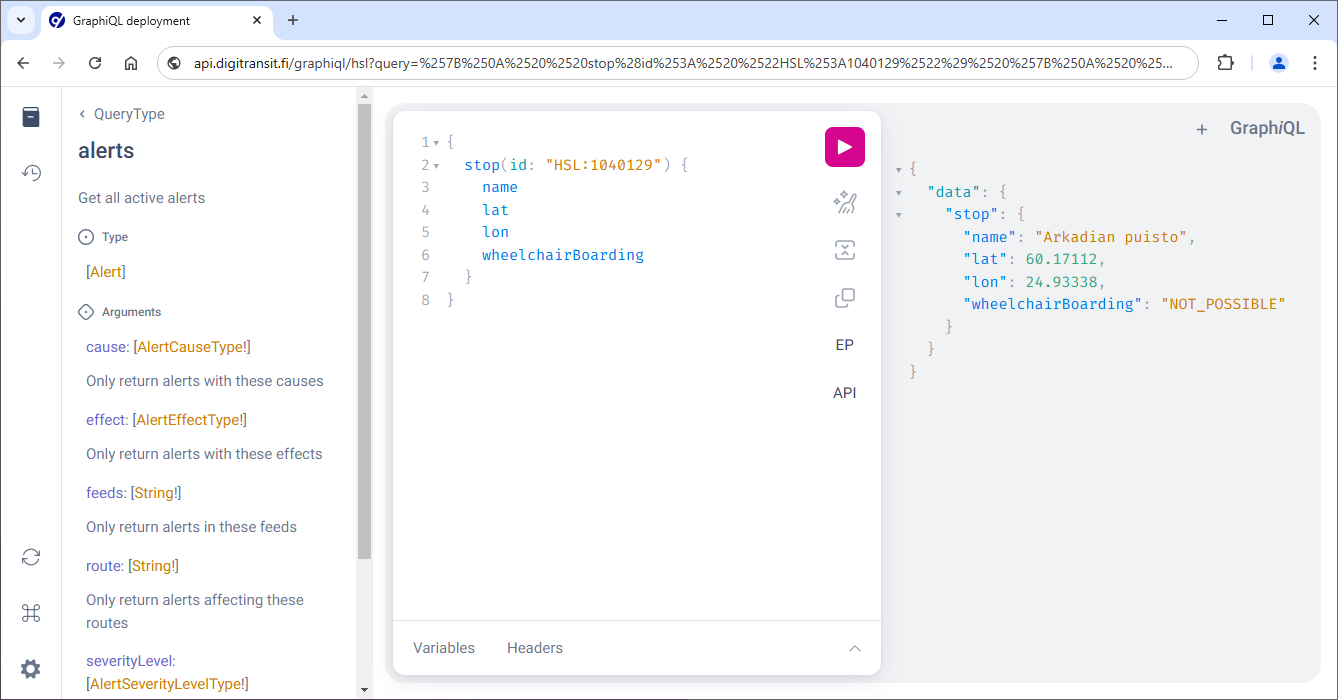 GraphiQL deployment
api.digitransit.fi/graphiql/hsl?query=%257B%250A%2520%2520stop%28id%253A%2520%2522HSL%253A1040129%2522%29%2520%257B%250A%2520%25...
QueryType
alerts
Get all active alerts
Type
[Alert]
Arguments
cause: [AlertCauseType!]
Only return alerts with these causes
effect: [AlertEffectType!]
Only return alerts with these effects
feeds: [String!]
Only return alerts in these feeds
route: [String!]
Only return alerts affecting these
routes
severityLevel:
[AlertSeverityLevelType!]
1 {
2 stop(id: "HSL:1040129") {
3 name
4 lat
5 lon
6 wheelchairBoarding
7 }
8 }
EP
API
Variables
Headers
+ GraphiQL
{
"data": {
"stop": {
"name": "Arkadian puisto",
"lat": 60.17112,
"lon": 24.93338,
"wheelchairBoarding": "NOT_POSSIBLE"
}
}
}